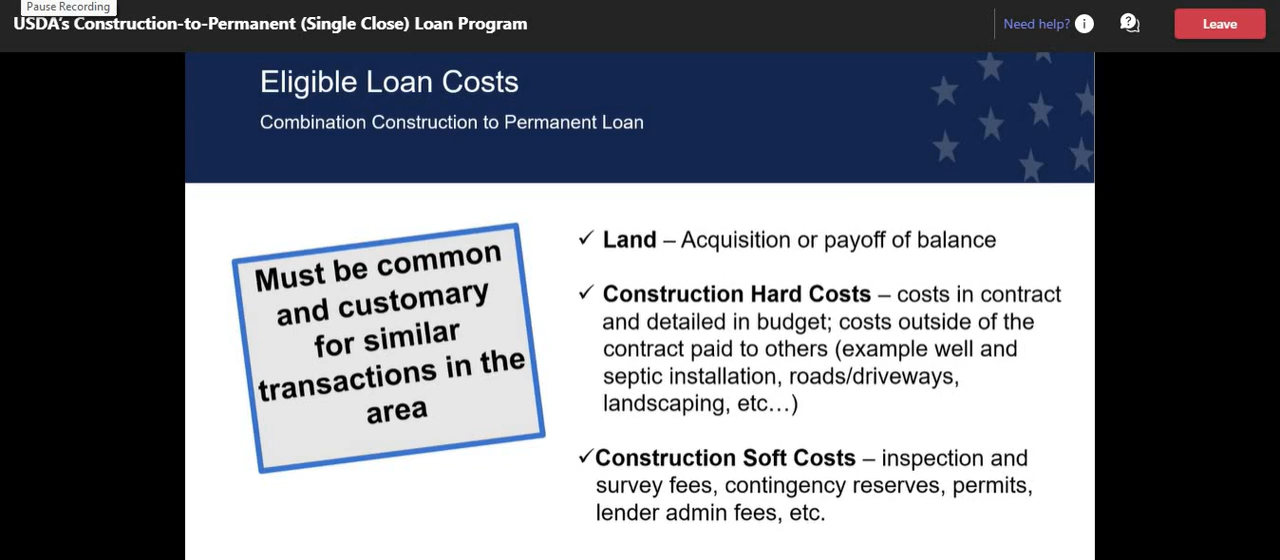 Pause Recording
USDA's Construction-to-Permanent (Single Close) Loan Program
Need help?
Leave
Eligible Loan Costs
Combination Construction to Permanent Loan
Must be common
and customary
for similar
transactions in the
area
✓ Land – Acquisition or payoff of balance
✓ Construction Hard Costs – costs in contract
and detailed in budget; costs outside of the
contract paid to others (example well and
septic installation, roads/driveways,
landscaping, etc…)
✓Construction Soft Costs – inspection and
survey fees, contingency reserves, permits,
lender admin fees, etc.